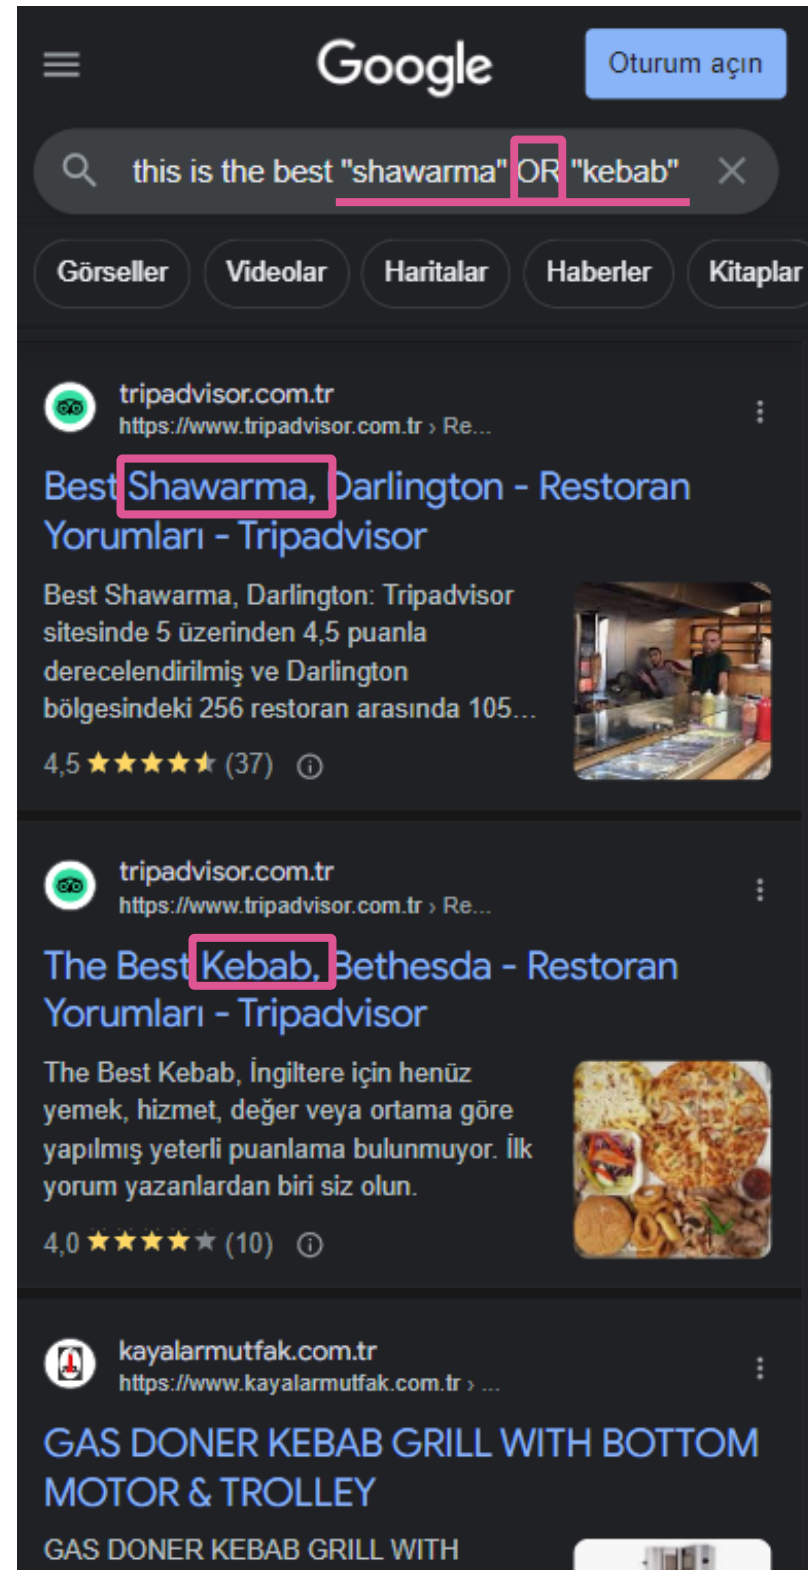 Google
Oturum açın
this is the best "shawarma" OR "kebab"
Görseller Videolar Haritalar Haberler Kitaplar
tripadvisor.com.tr
https://www.tripadvisor.com.tr › Re...
Best Shawarma, Darlington - Restoran
Yorumları - Tripadvisor
Best Shawarma, Darlington: Tripadvisor
sitesinde 5 üzerinden 4,5 puanla
derecelendirilmiş ve Darlington
bölgesindeki 256 restoran arasında 105...
4,5 (37)
tripadvisor.com.tr
https://www.tripadvisor.com.tr › Re...
The Best Kebab, Bethesda - Restoran
Yorumları - Tripadvisor
The Best Kebab, İngiltere için henüz
yemek, hizmet, değer veya ortama göre
yapılmış yeterli puanlama bulunmuyor. İlk
yorum yazanlardan biri siz olun.
4,0 (10)
kayalarmutfak.com.tr
https://www.kayalarmutfak.com.tr › ...
GAS DONER KEBAB GRILL WITH BOTTOM
MOTOR & TROLLEY
GAS DONER KEBAB GRILL WITH